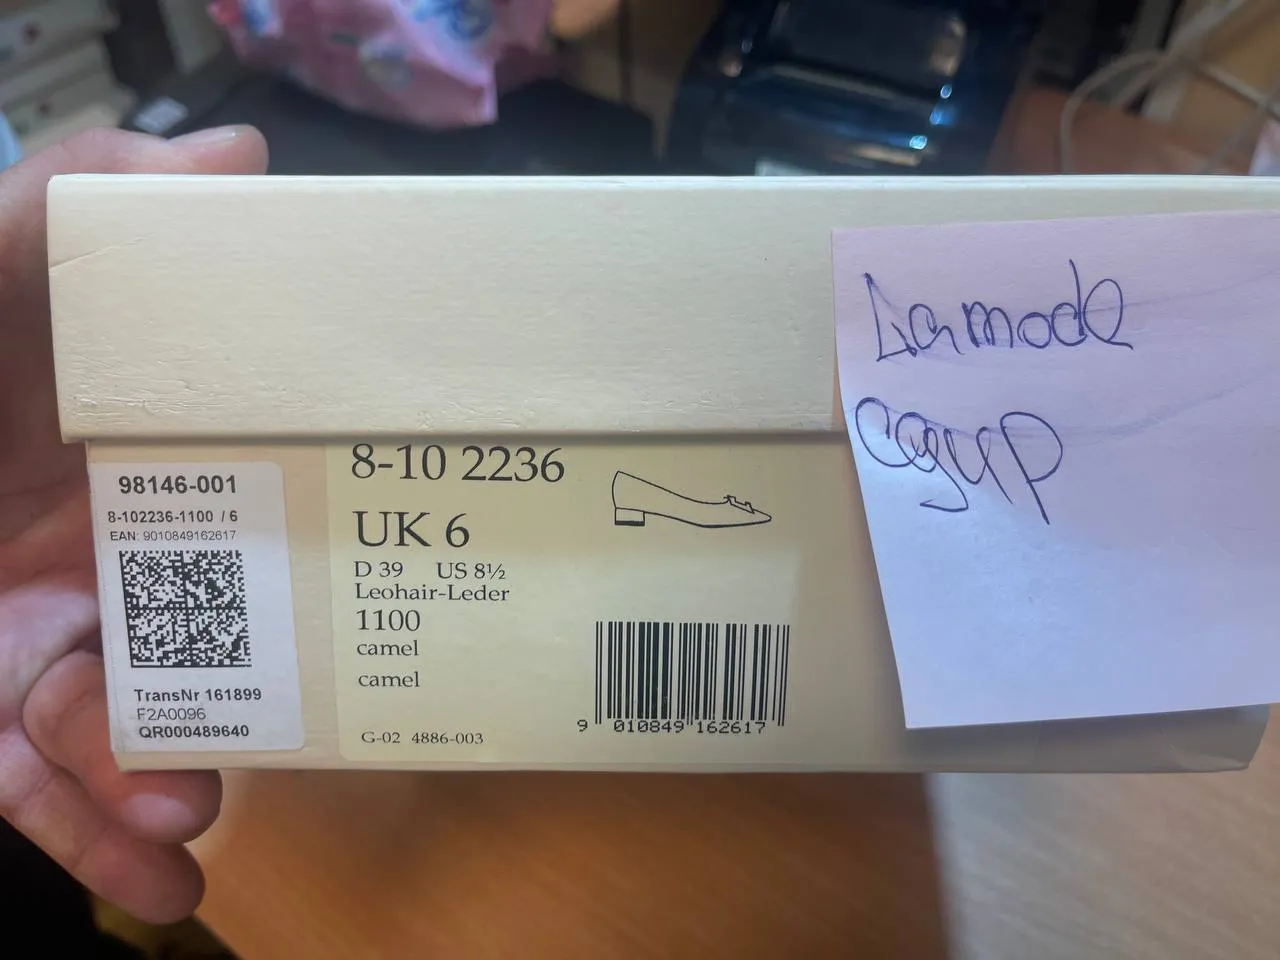 Lamode
сдур
98146-001
8-102236-1100 / 6
EAN: 9010849162617
TransNr 161899
F2A0096
QR000489640
8-10 2236
UK 6
D 39 US 8½
Leohair-Leder
1100
camel
camel
G-02 4886-003
9 010849 162617